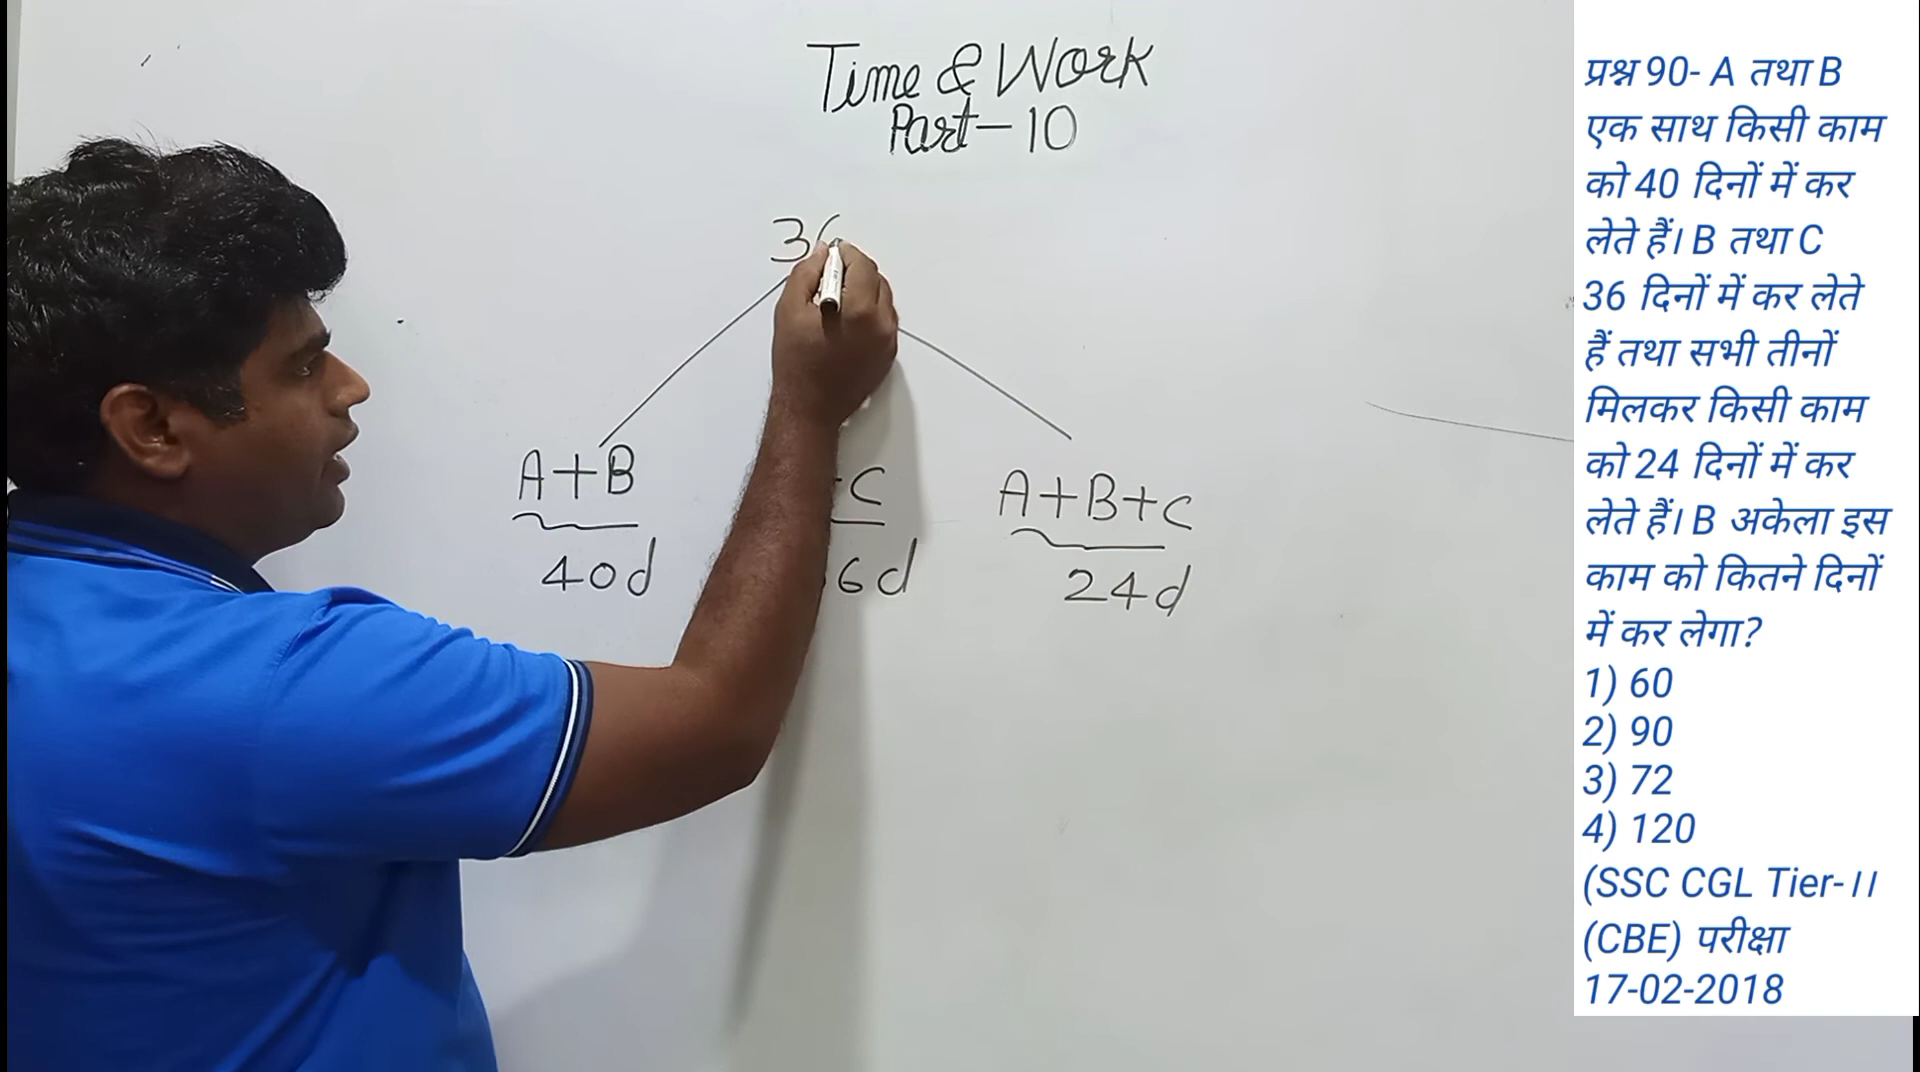 Time & Work
Part-10
36
A+B
C
A+B+C
40d
6d
24d
प्रश्न 90- A तथा B
एक साथ किसी काम
को 40 दिनों में कर
लेते हैं। B तथा C
36 दिनों में कर लेते
हैं तथा सभी तीनों
मिलकर किसी काम
को 24 दिनों में कर
लेते हैं। B अकेला इस
काम को कितने दिनों
में कर लेगा?
1) 60
2) 90
3) 72
4) 120
(SSC CGL Tier-II
(CBE) परीक्षा
17-02-2018